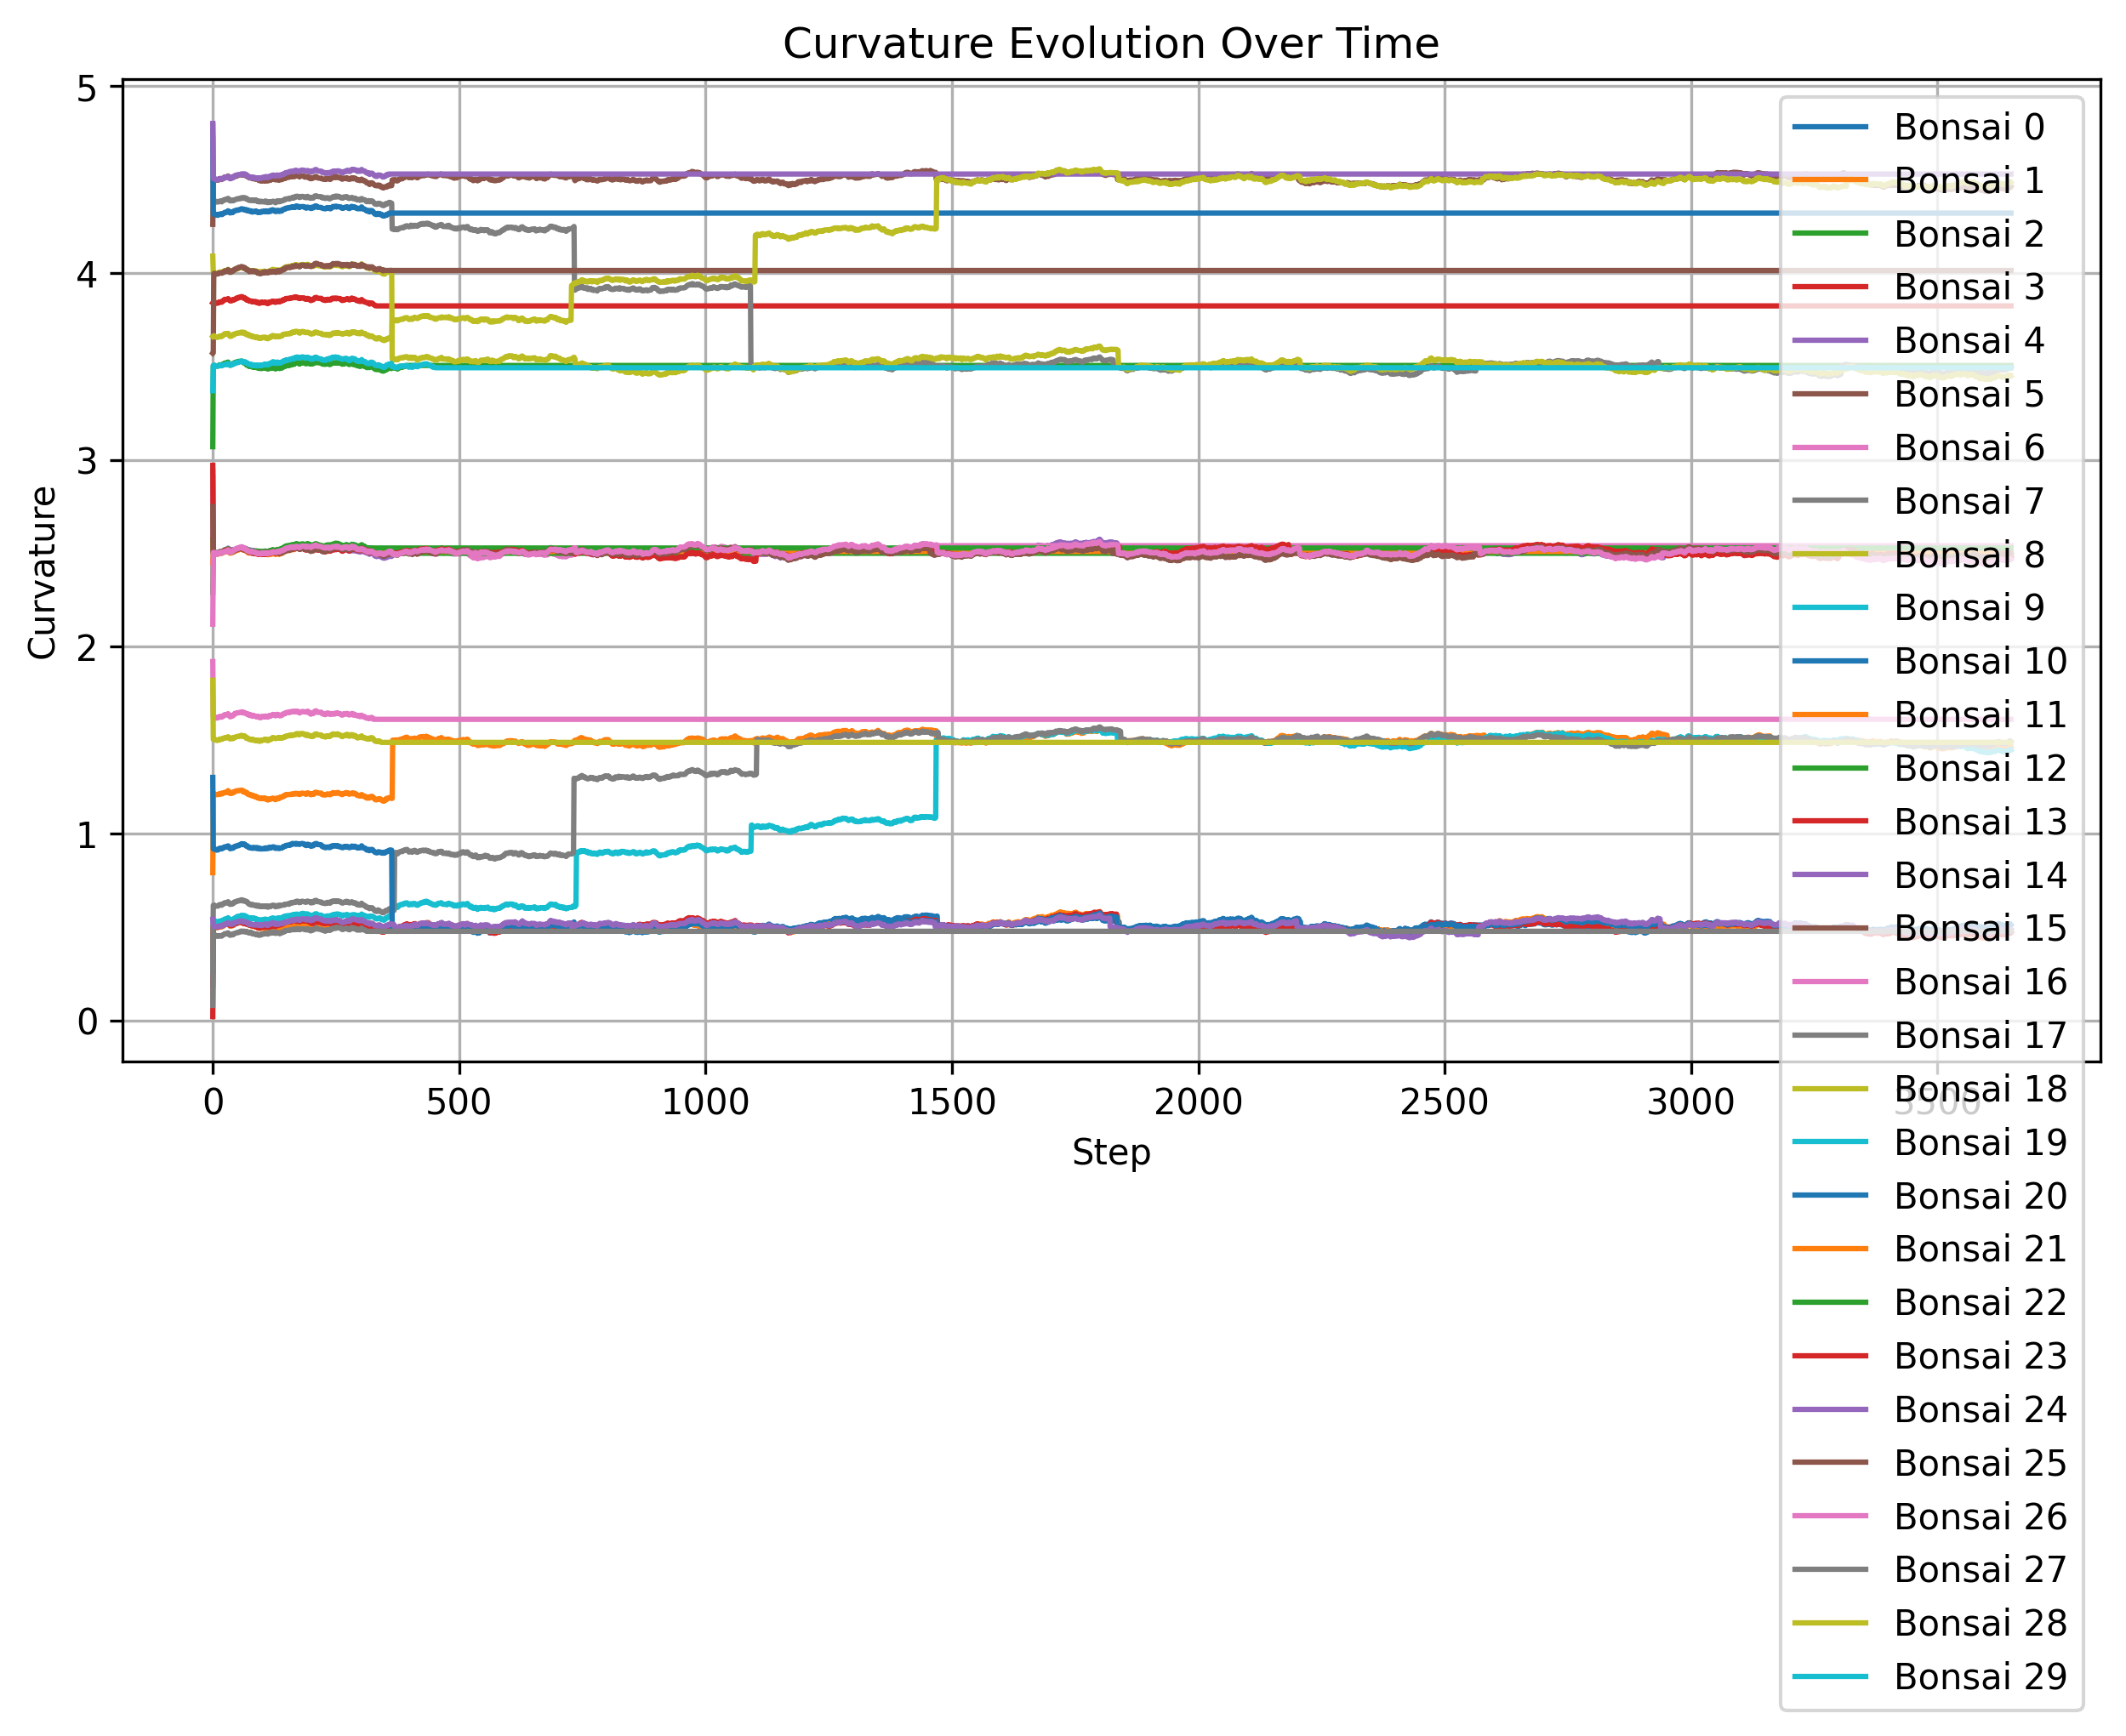 Curvature Evolution Over Time
Curvature
5
4
3
2
1
0
0
500
1000
1500
2000
2500
3000
3500
Step
Bonsai 0
Bonsai 1
Bonsai 2
Bonsai 3
Bonsai 4
Bonsai 5
Bonsai 6
Bonsai 7
Bonsai 8
Bonsai 9
Bonsai 10
Bonsai 11
Bonsai 12
Bonsai 13
Bonsai 14
Bonsai 15
Bonsai 16
Bonsai 17
Bonsai 18
Bonsai 19
Bonsai 20
Bonsai 21
Bonsai 22
Bonsai 23
Bonsai 24
Bonsai 25
Bonsai 26
Bonsai 27
Bonsai 28
Bonsai 29